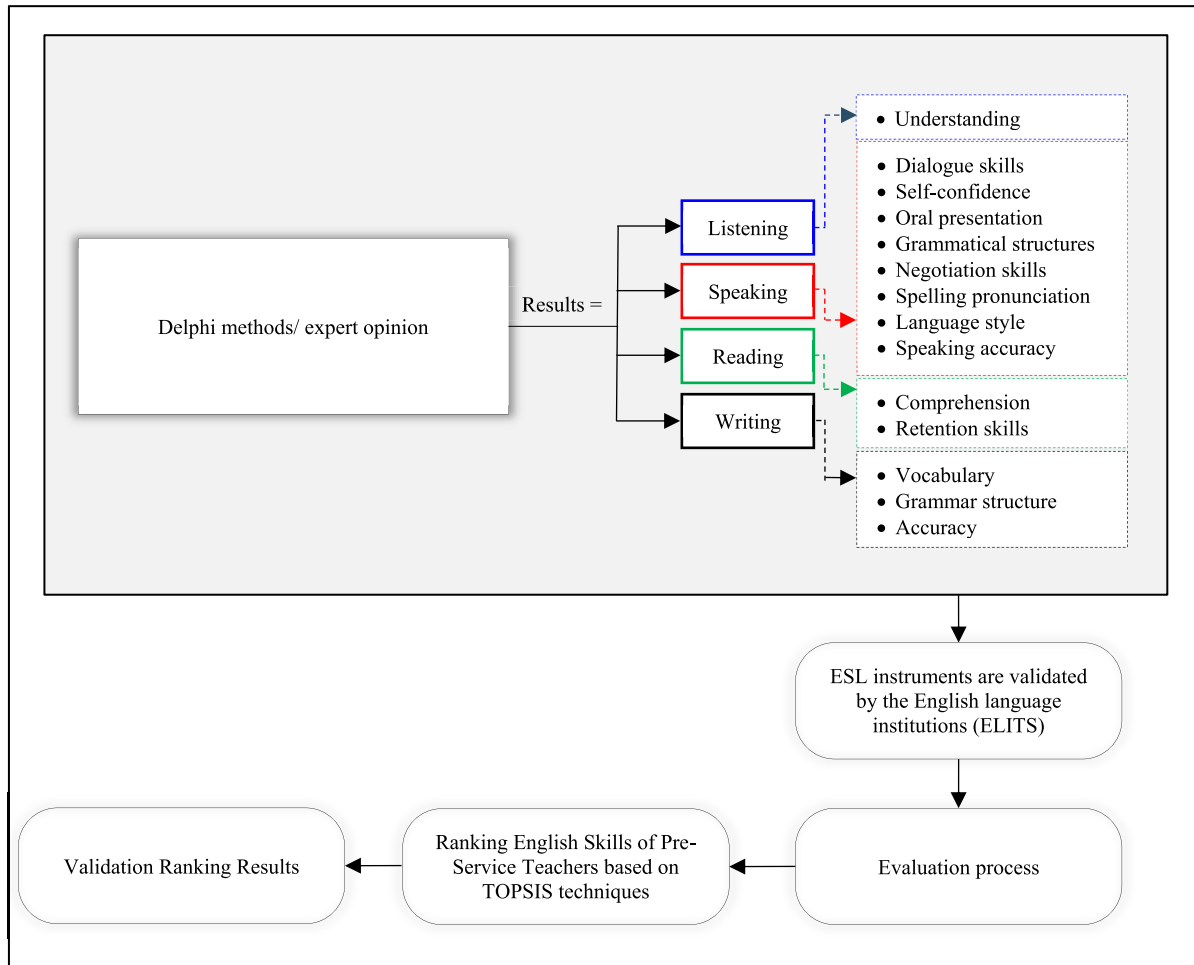 Delphi methods/ expert opinion
Results =
Listening
Speaking
Reading
Writing
• Understanding
• Dialogue skills
• Self-confidence
• Oral presentation
• Grammatical structures
• Negotiation skills
• Spelling pronunciation
• Language style
• Speaking accuracy
• Comprehension
• Retention skills
• Vocabulary
• Grammar structure
• Accuracy
ESL instruments are validated
by the English language
institutions (ELITS)
Evaluation process
Ranking English Skills of Pre-
Service Teachers based on
TOPSIS techniques
Validation Ranking Results